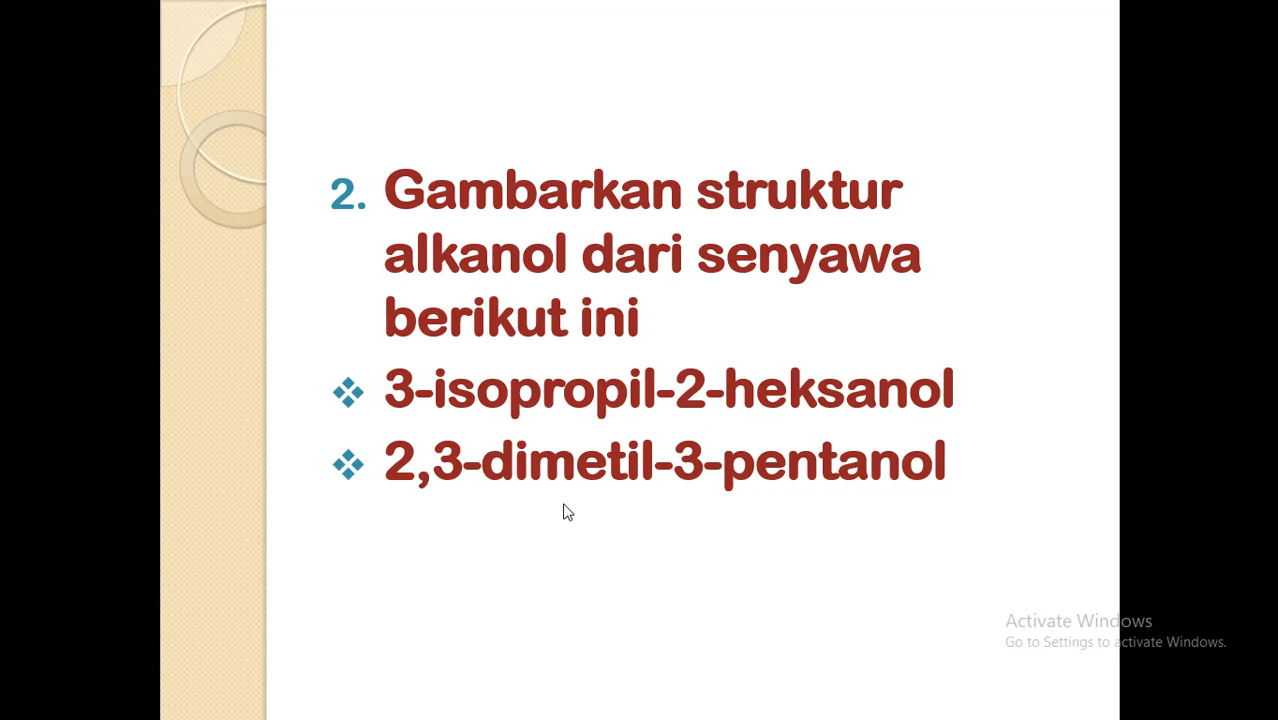 2. Gambarkan struktur
alkanol dari senyawa
berikut ini
3-isopropil-2-heksanol
2,3-dimetil-3-pentanol
Activate Windows
Go to Settings to activate Windows.